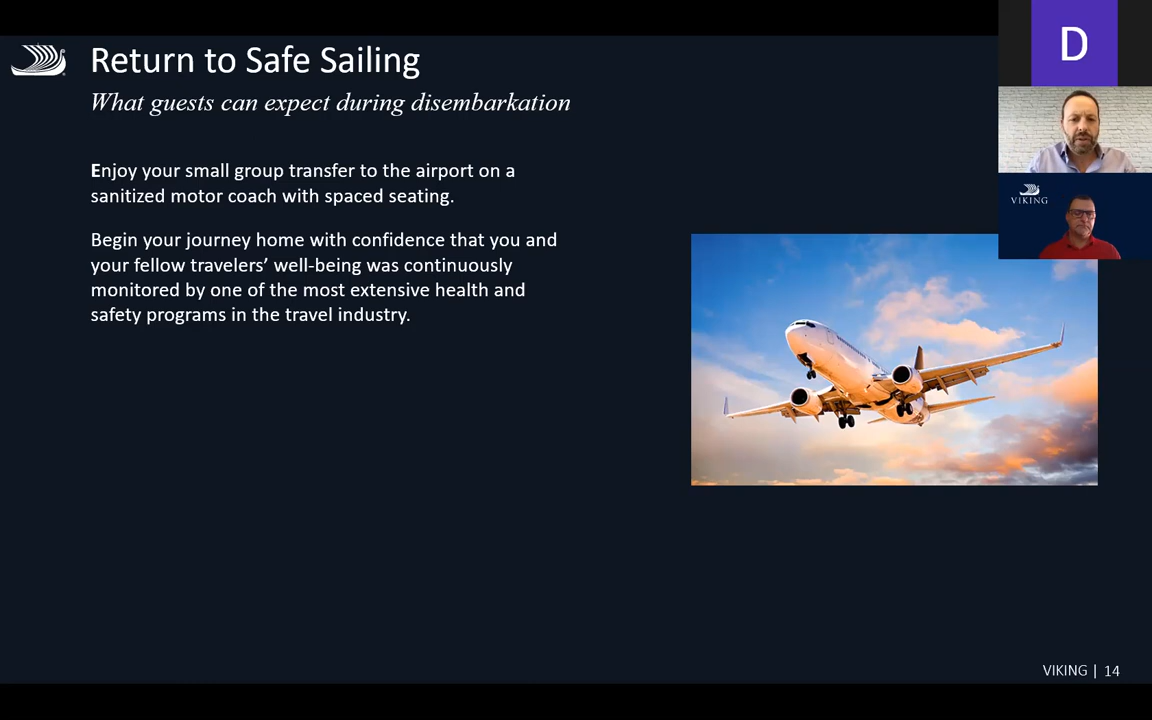 Return to Safe Sailing
What guests can expect during disembarkation
Enjoy your small group transfer to the airport on a
sanitized motor coach with spaced seating.
Begin your journey home with confidence that you and
your fellow travelers’ well-being was continuously
monitored by one of the most extensive health and
safety programs in the travel industry.
D
VIKING
VIKING | 14